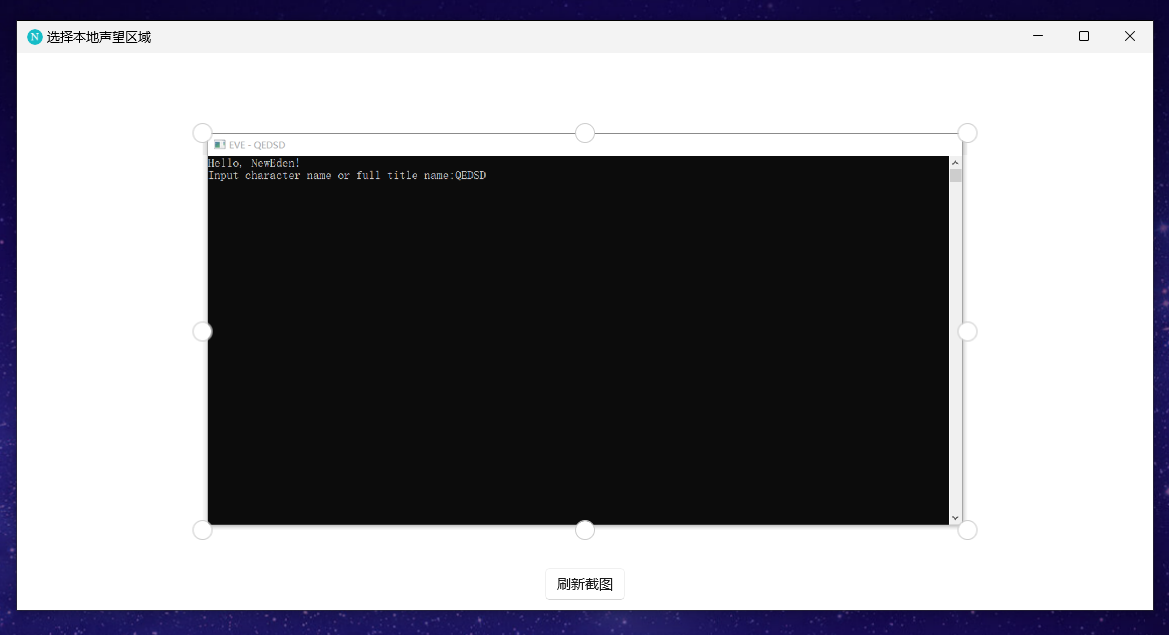 N 选择本地声望区域
EVE - QEDSD
Hello, NewEden!
Input character name or full title name:QEDSD
刷新截图